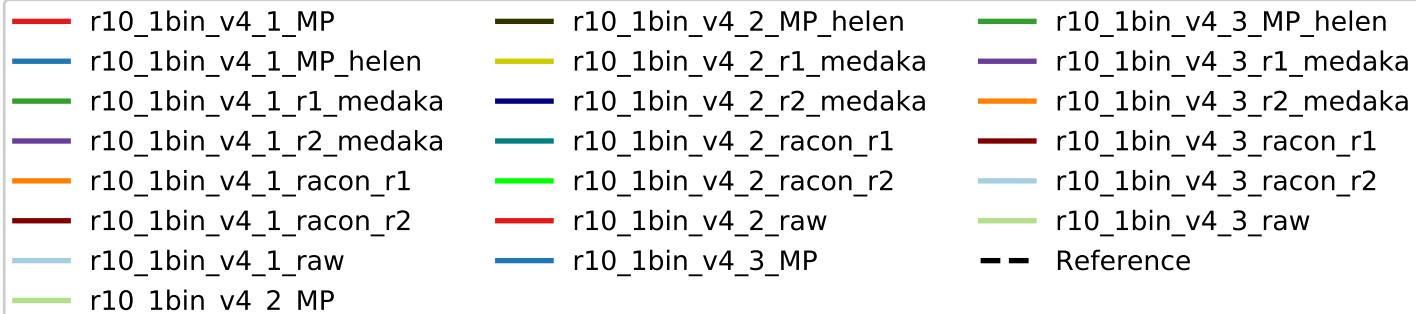 r10_1bin_v4_1_MP
r10_1bin_v4_1_MP_helen
r10_1bin_v4_1_r1_medaka
r10_1bin_v4_1_r2_medaka
r10_1bin_v4_1_racon_r1
r10_1bin_v4_1_racon_r2
r10_1bin_v4_1_raw
r10_1bin_v4_2_MP
r10_1bin_v4_2_MP_helen
r10_1bin_v4_2_r1_medaka
r10_1bin_v4_2_r2_medaka
r10_1bin_v4_2_racon_r1
r10_1bin_v4_2_racon_r2
r10_1bin_v4_2_raw
r10_1bin_v4_3_MP
r10_1bin_v4_3_MP_helen
r10_1bin_v4_3_r1_medaka
r10_1bin_v4_3_r2_medaka
r10_1bin_v4_3_racon_r1
r10_1bin_v4_3_racon_r2
r10_1bin_v4_3_raw
Reference